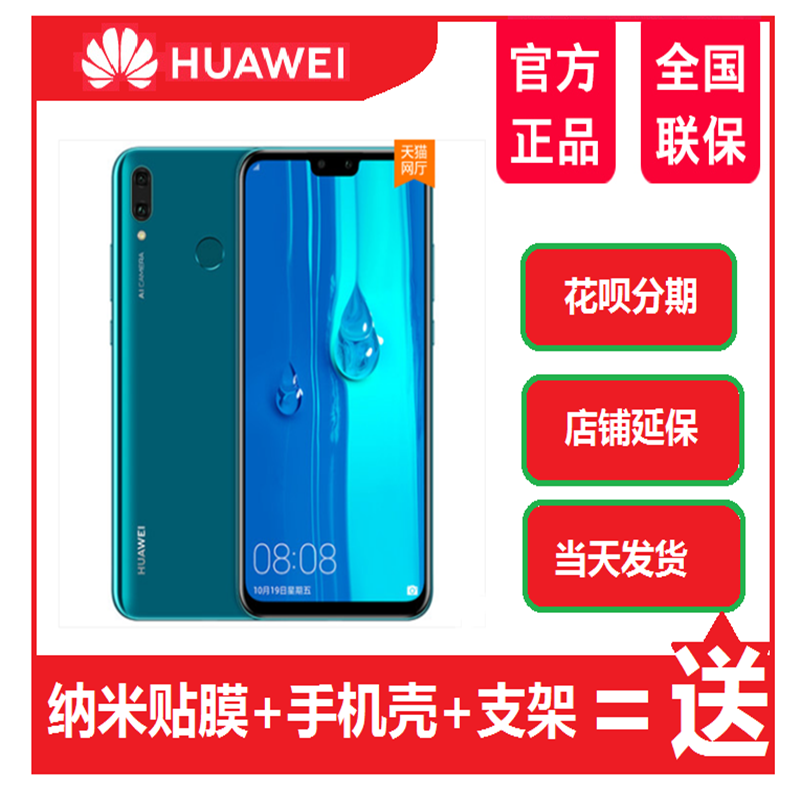 HUAWEI
官方
正品
全国
联保
天猫
网厅
AI CAMERA
HUAWEI
08:08
10月19日星期五
花呗分期
店铺延保
当天发货
纳米贴膜+手机壳+支架=送